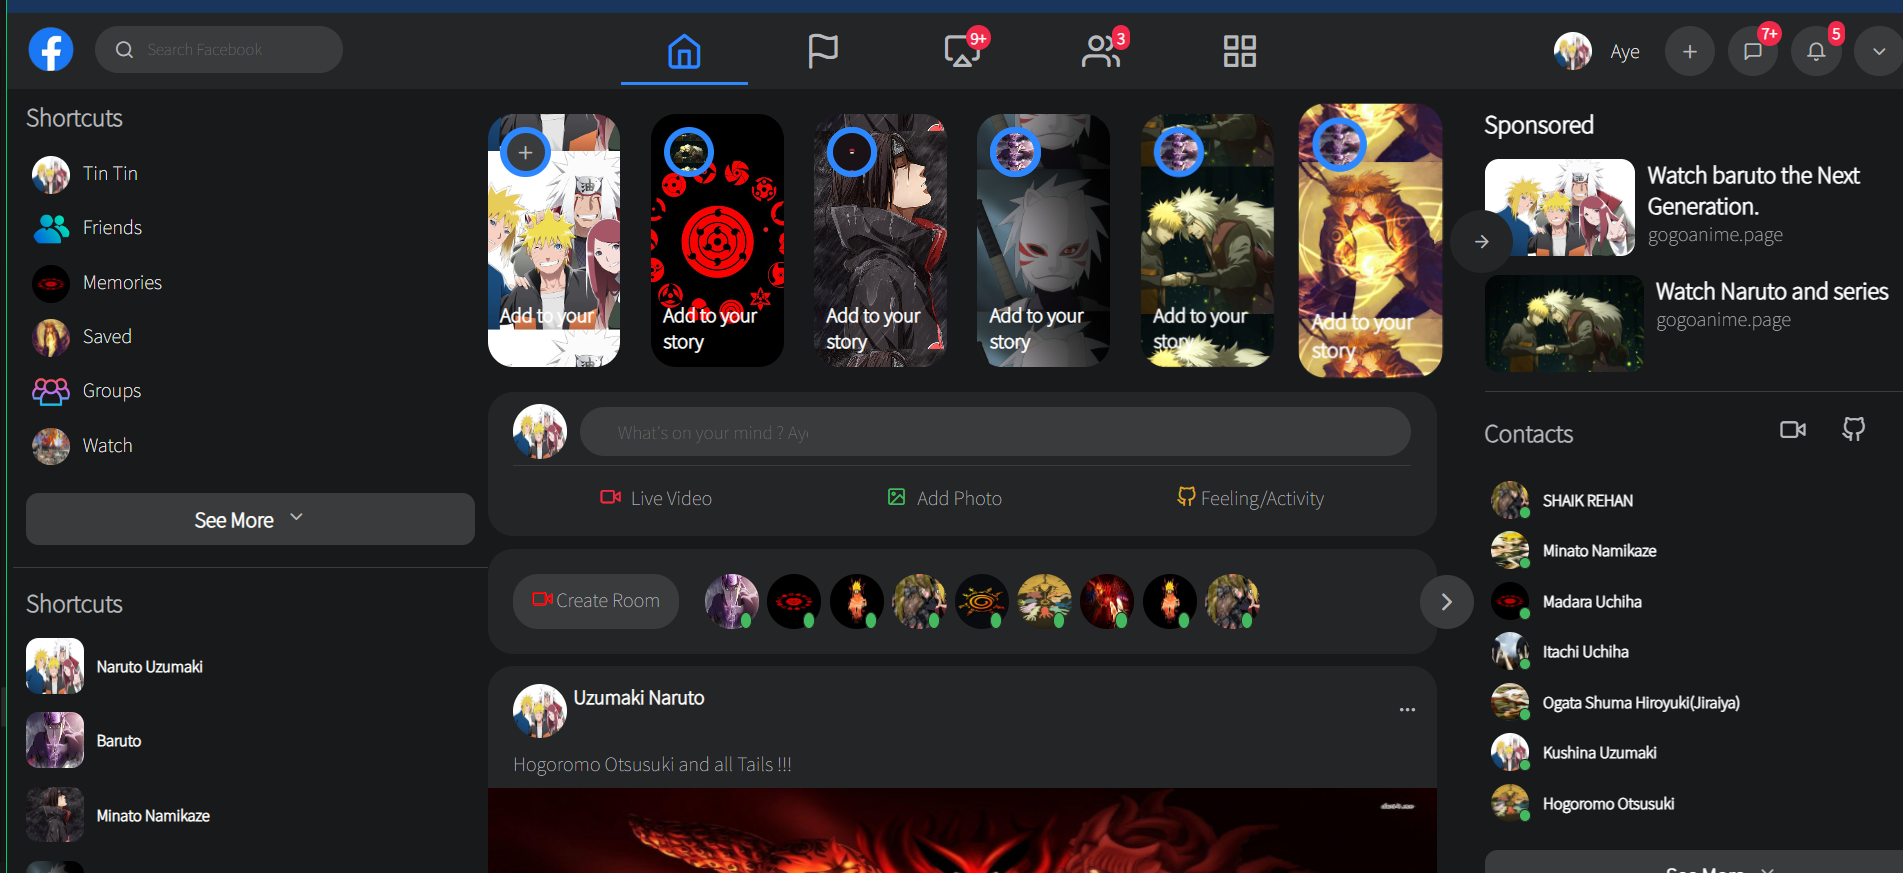 Search Facebook
9+
3
Aye
7+
5
Shortcuts
Tin Tin
Friends
Memories
Saved
Groups
Watch
See More
Shortcuts
Naruto Uzumaki
Baruto
Minato Namikaze
Add to your
Add to your
story
Add to your
story
Add to your
story
Add to your
story
Add to your
story
What's on your mind ? Aye
Live Video
Add Photo
Feeling/Activity
Create Room
Uzumaki Naruto
Hogoromo Otsusuki and all Tails !!!
Sponsored
Watch baruto the Next
Generation.
gogoanime.page
Watch Naruto and series
gogoanime.page
Contacts
SHAIK REHAN
Minato Namikaze
Madara Uchiha
Itachi Uchiha
Ogata Shuma Hiroyuki(Jiraiya)
Kushina Uzumaki
Hogoromo Otsusuki
See More